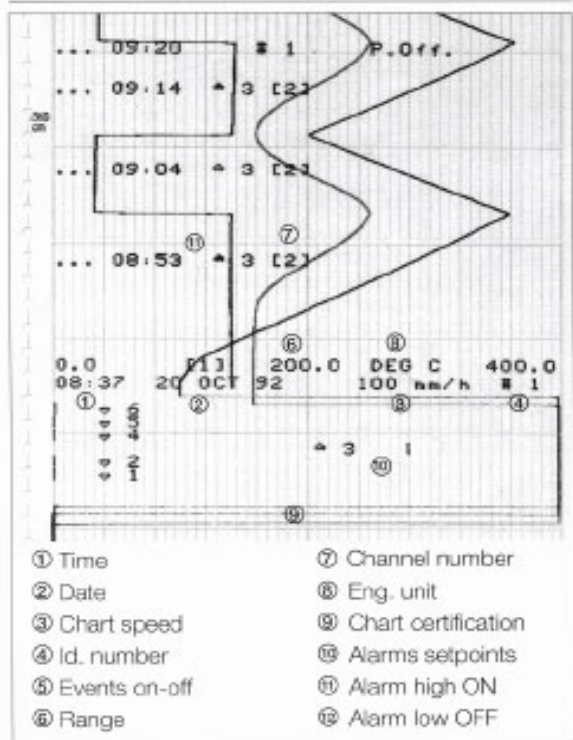 ... 09:20 # 1 P.Off.
... 09:14 3 [2]
... 09:04 3 [2]
⑪ ⑦
... 08:53 3 [2]
⑥ ⑧
0.0 [1] 200.0 DEG C 400.0
08:37 20 OCT 92 100 mm/h # 1
① ② ③ ④
3 1
⑩
⑨
① Time
② Date
③ Chart speed
④ Id. number
⑤ Events on-off
⑥ Range
⑦ Channel number
⑧ Eng. unit
⑨ Chart certification
⑩ Alarms setpoints
⑪ Alarm high ON
⑫ Alarm low OFF